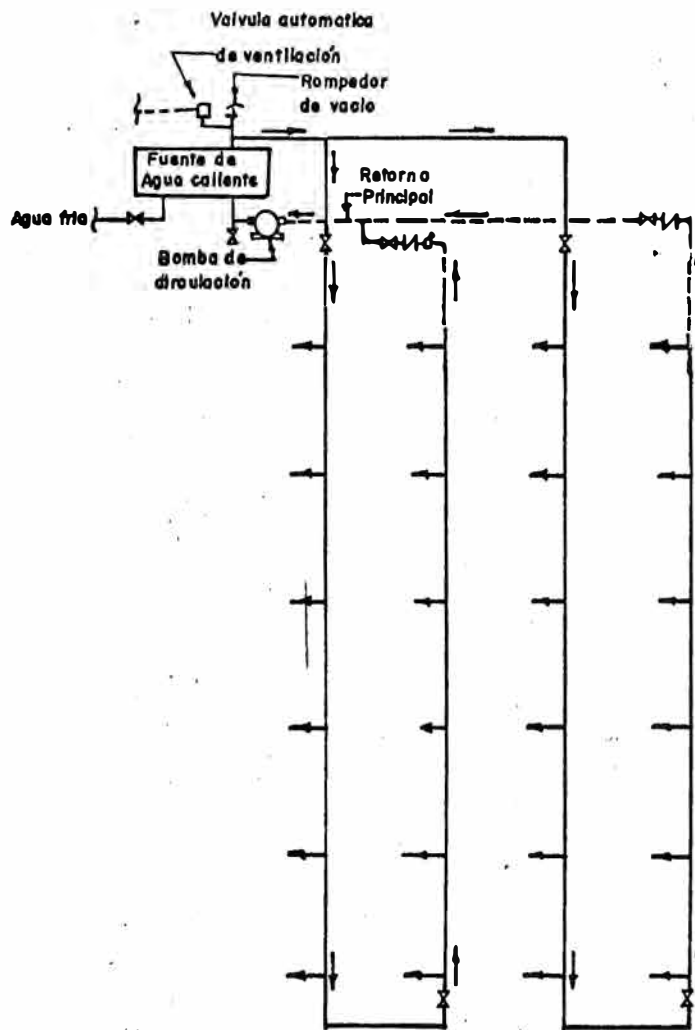 Valvula automatica
de ventilación
Rompedor
de vacio
Fuente de
Agua caliente
Retorno
Principal
Agua fria
Bomba de
circulación